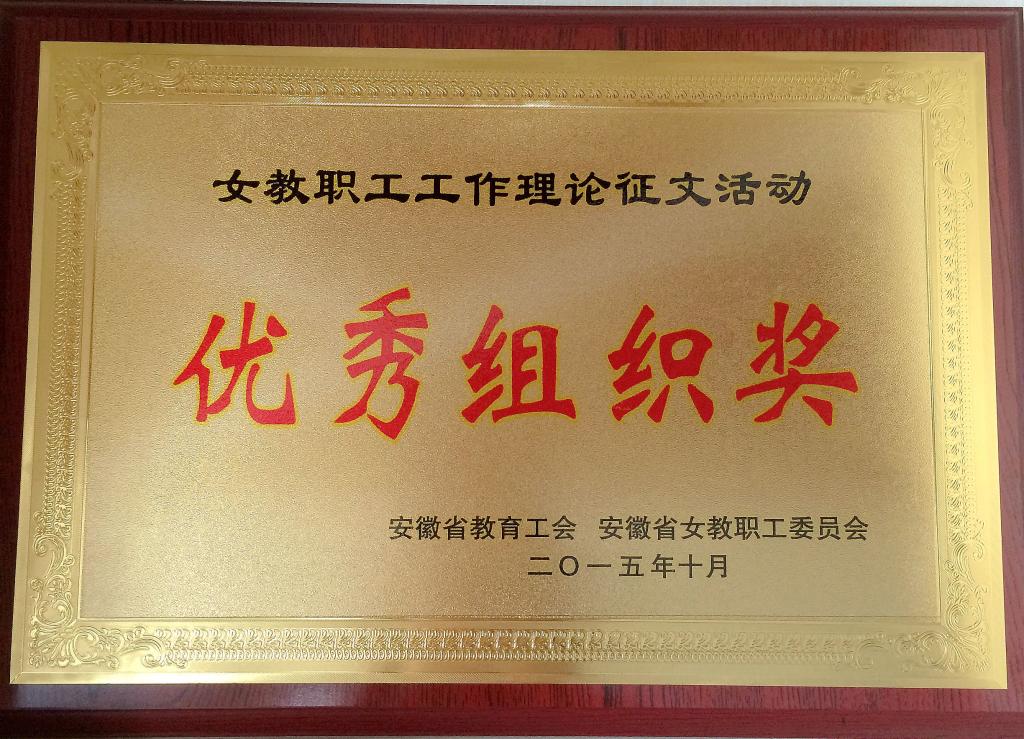 女教职工工作理论征文活动
优秀组织奖
安徽省教育工会 安徽省女教职工委员会
二〇一五年十月